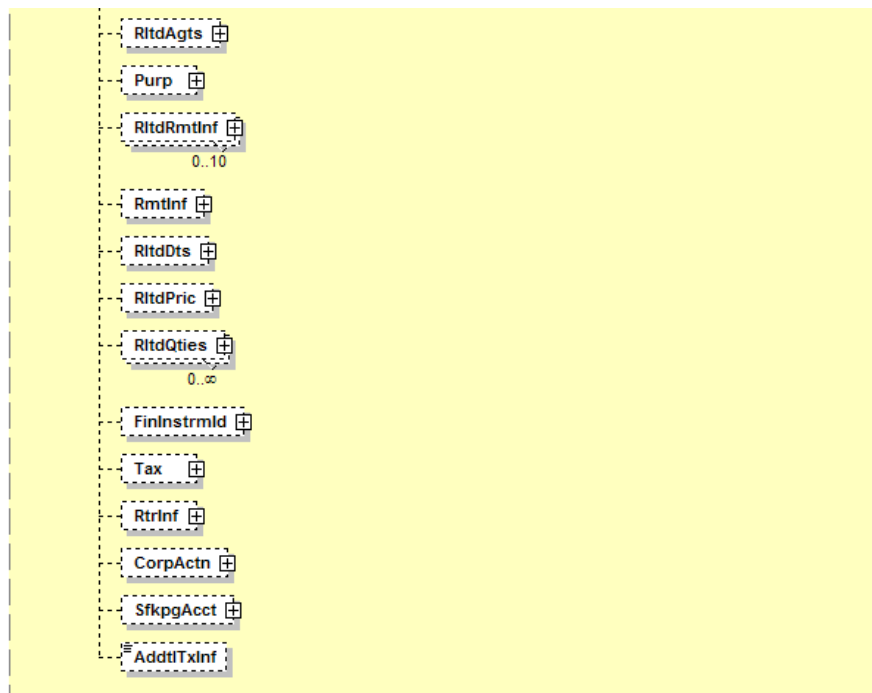 RltdAgts
Purp
RltdRmtInf
0..10
RmtInf
RltdDts
RltdPric
RltdQties
0..∞
FinInstrmId
Tax
RtrInf
CorpActn
SfkpgAcct
AddtlTxInf